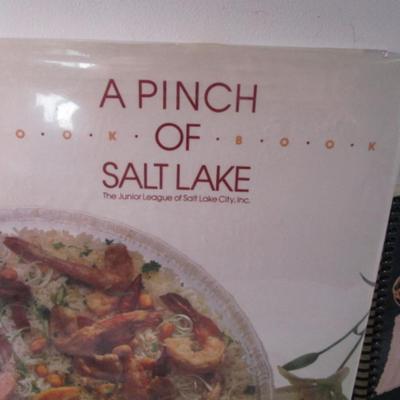 A PINCH
O · O · K · OF · B · O · O · K
SALT LAKE
The Junior League of Salt Lake City, Inc.